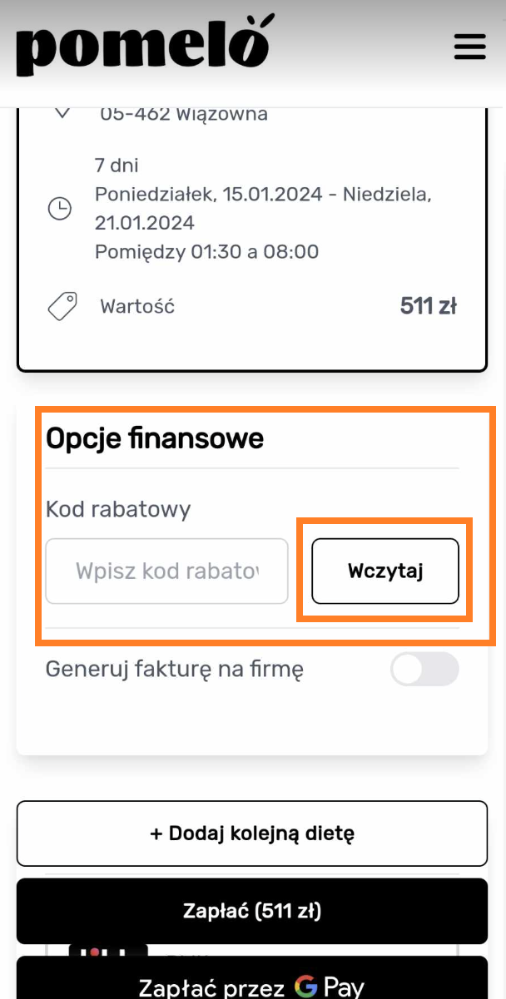 pomelo
05-462 Wiązowna
7 dni
Poniedziałek, 15.01.2024 - Niedziela,
21.01.2024
Pomiędzy 01:30 a 08:00
Wartość 511 zł
Opcje finansowe
Kod rabatowy
Wpisz kod rabatow
Wczytaj
Generuj fakturę na firmę
+ Dodaj kolejną dietę
Zapłać (511 zł)
Zapłać przez G Pay